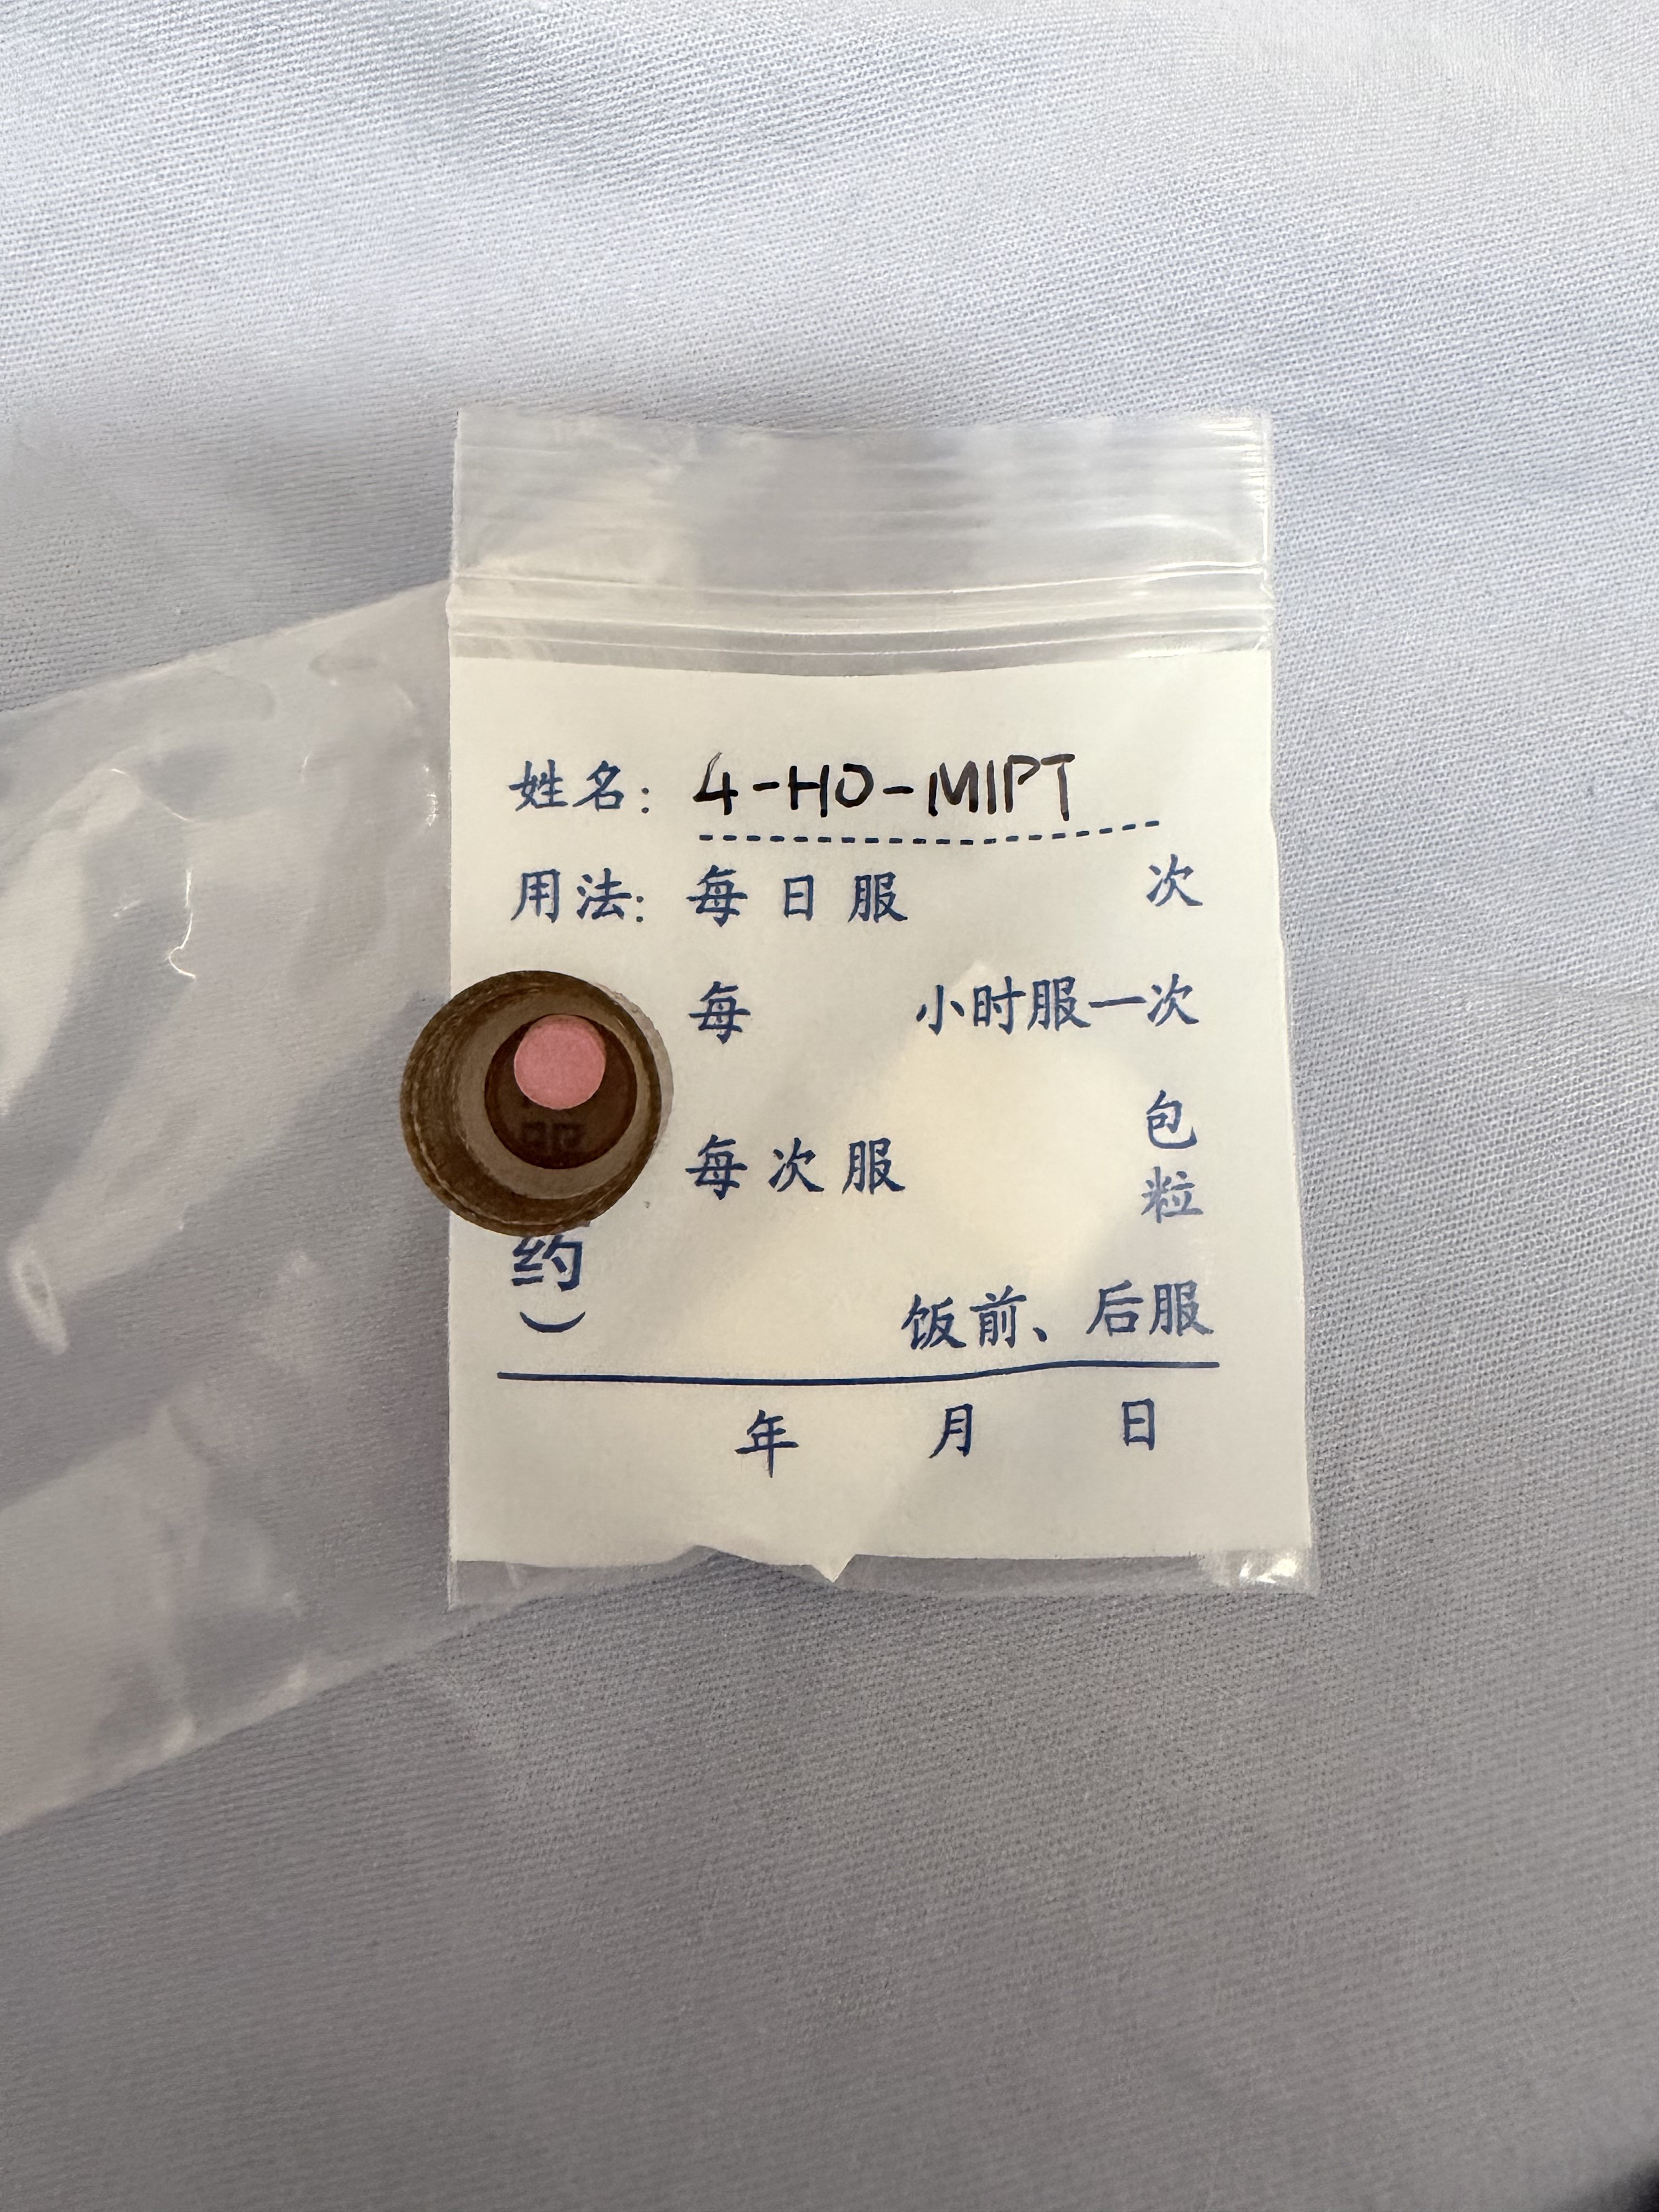 姓名: 4-HO-MIPT
用法: 每日服 次
每 小时服一次
每次服 包
粒
约
)
饭前、后服
年 月 日